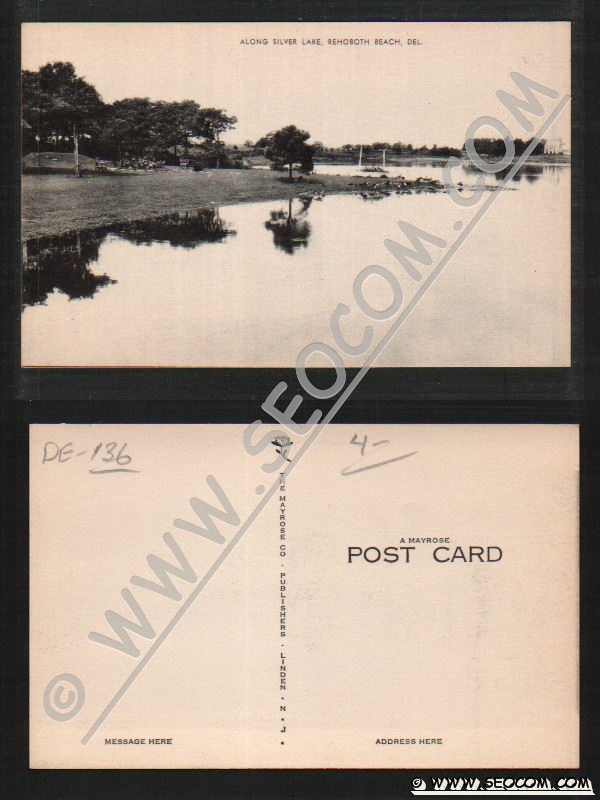 ALONG SILVER LAKE, REHOBOTH BEACH, DEL.
© WWW.SEOCOM.COM
DE-136
4-
THE MAYROSE CO · PUBLISHERS · LINDEN · N · J ·
A MAYROSE
POST CARD
MESSAGE HERE
ADDRESS HERE
© WWW.SEOCOM.COM